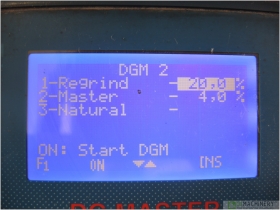 DGM 2
1-Regrind - 20,0 %
2-Master - 4,0 %
3-Natural -
ON: Start DGM
F1 ON ▼▲ INS